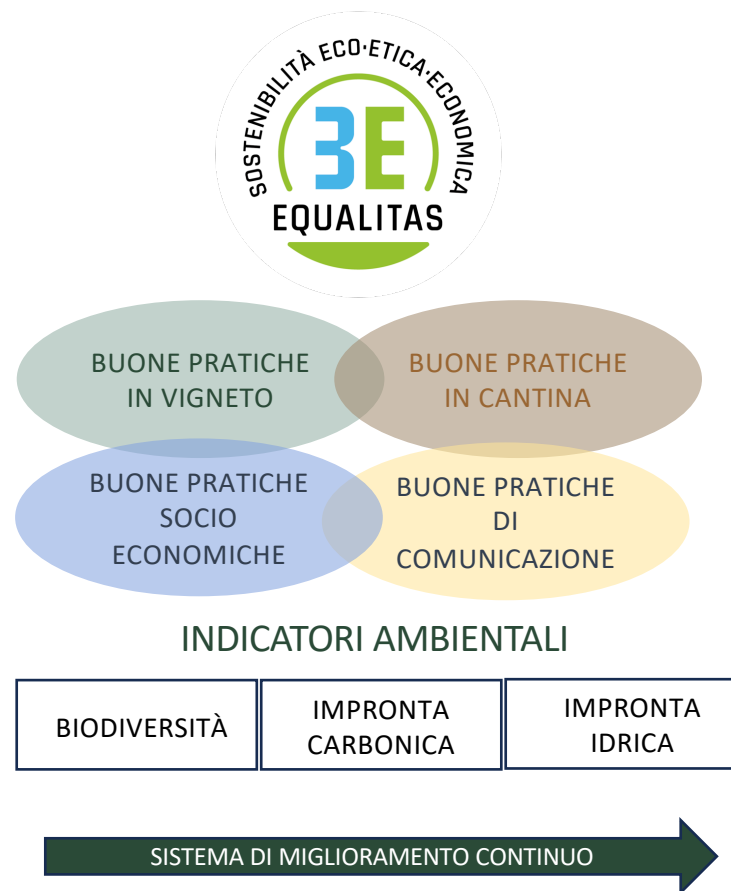 SOSTENIBILITÀ ECO·ETICA·ECONOMICA
3E
EQUALITAS
BUONE PRATICHE
IN VIGNETO
BUONE PRATICHE
IN CANTINA
BUONE PRATICHE
SOCIO
ECONOMICHE
BUONE PRATICHE
DI
COMUNICAZIONE
INDICATORI AMBIENTALI
BIODIVERSITÀ
IMPRONTA
CARBONICA
IMPRONTA
IDRICA
SISTEMA DI MIGLIORAMENTO CONTINUO